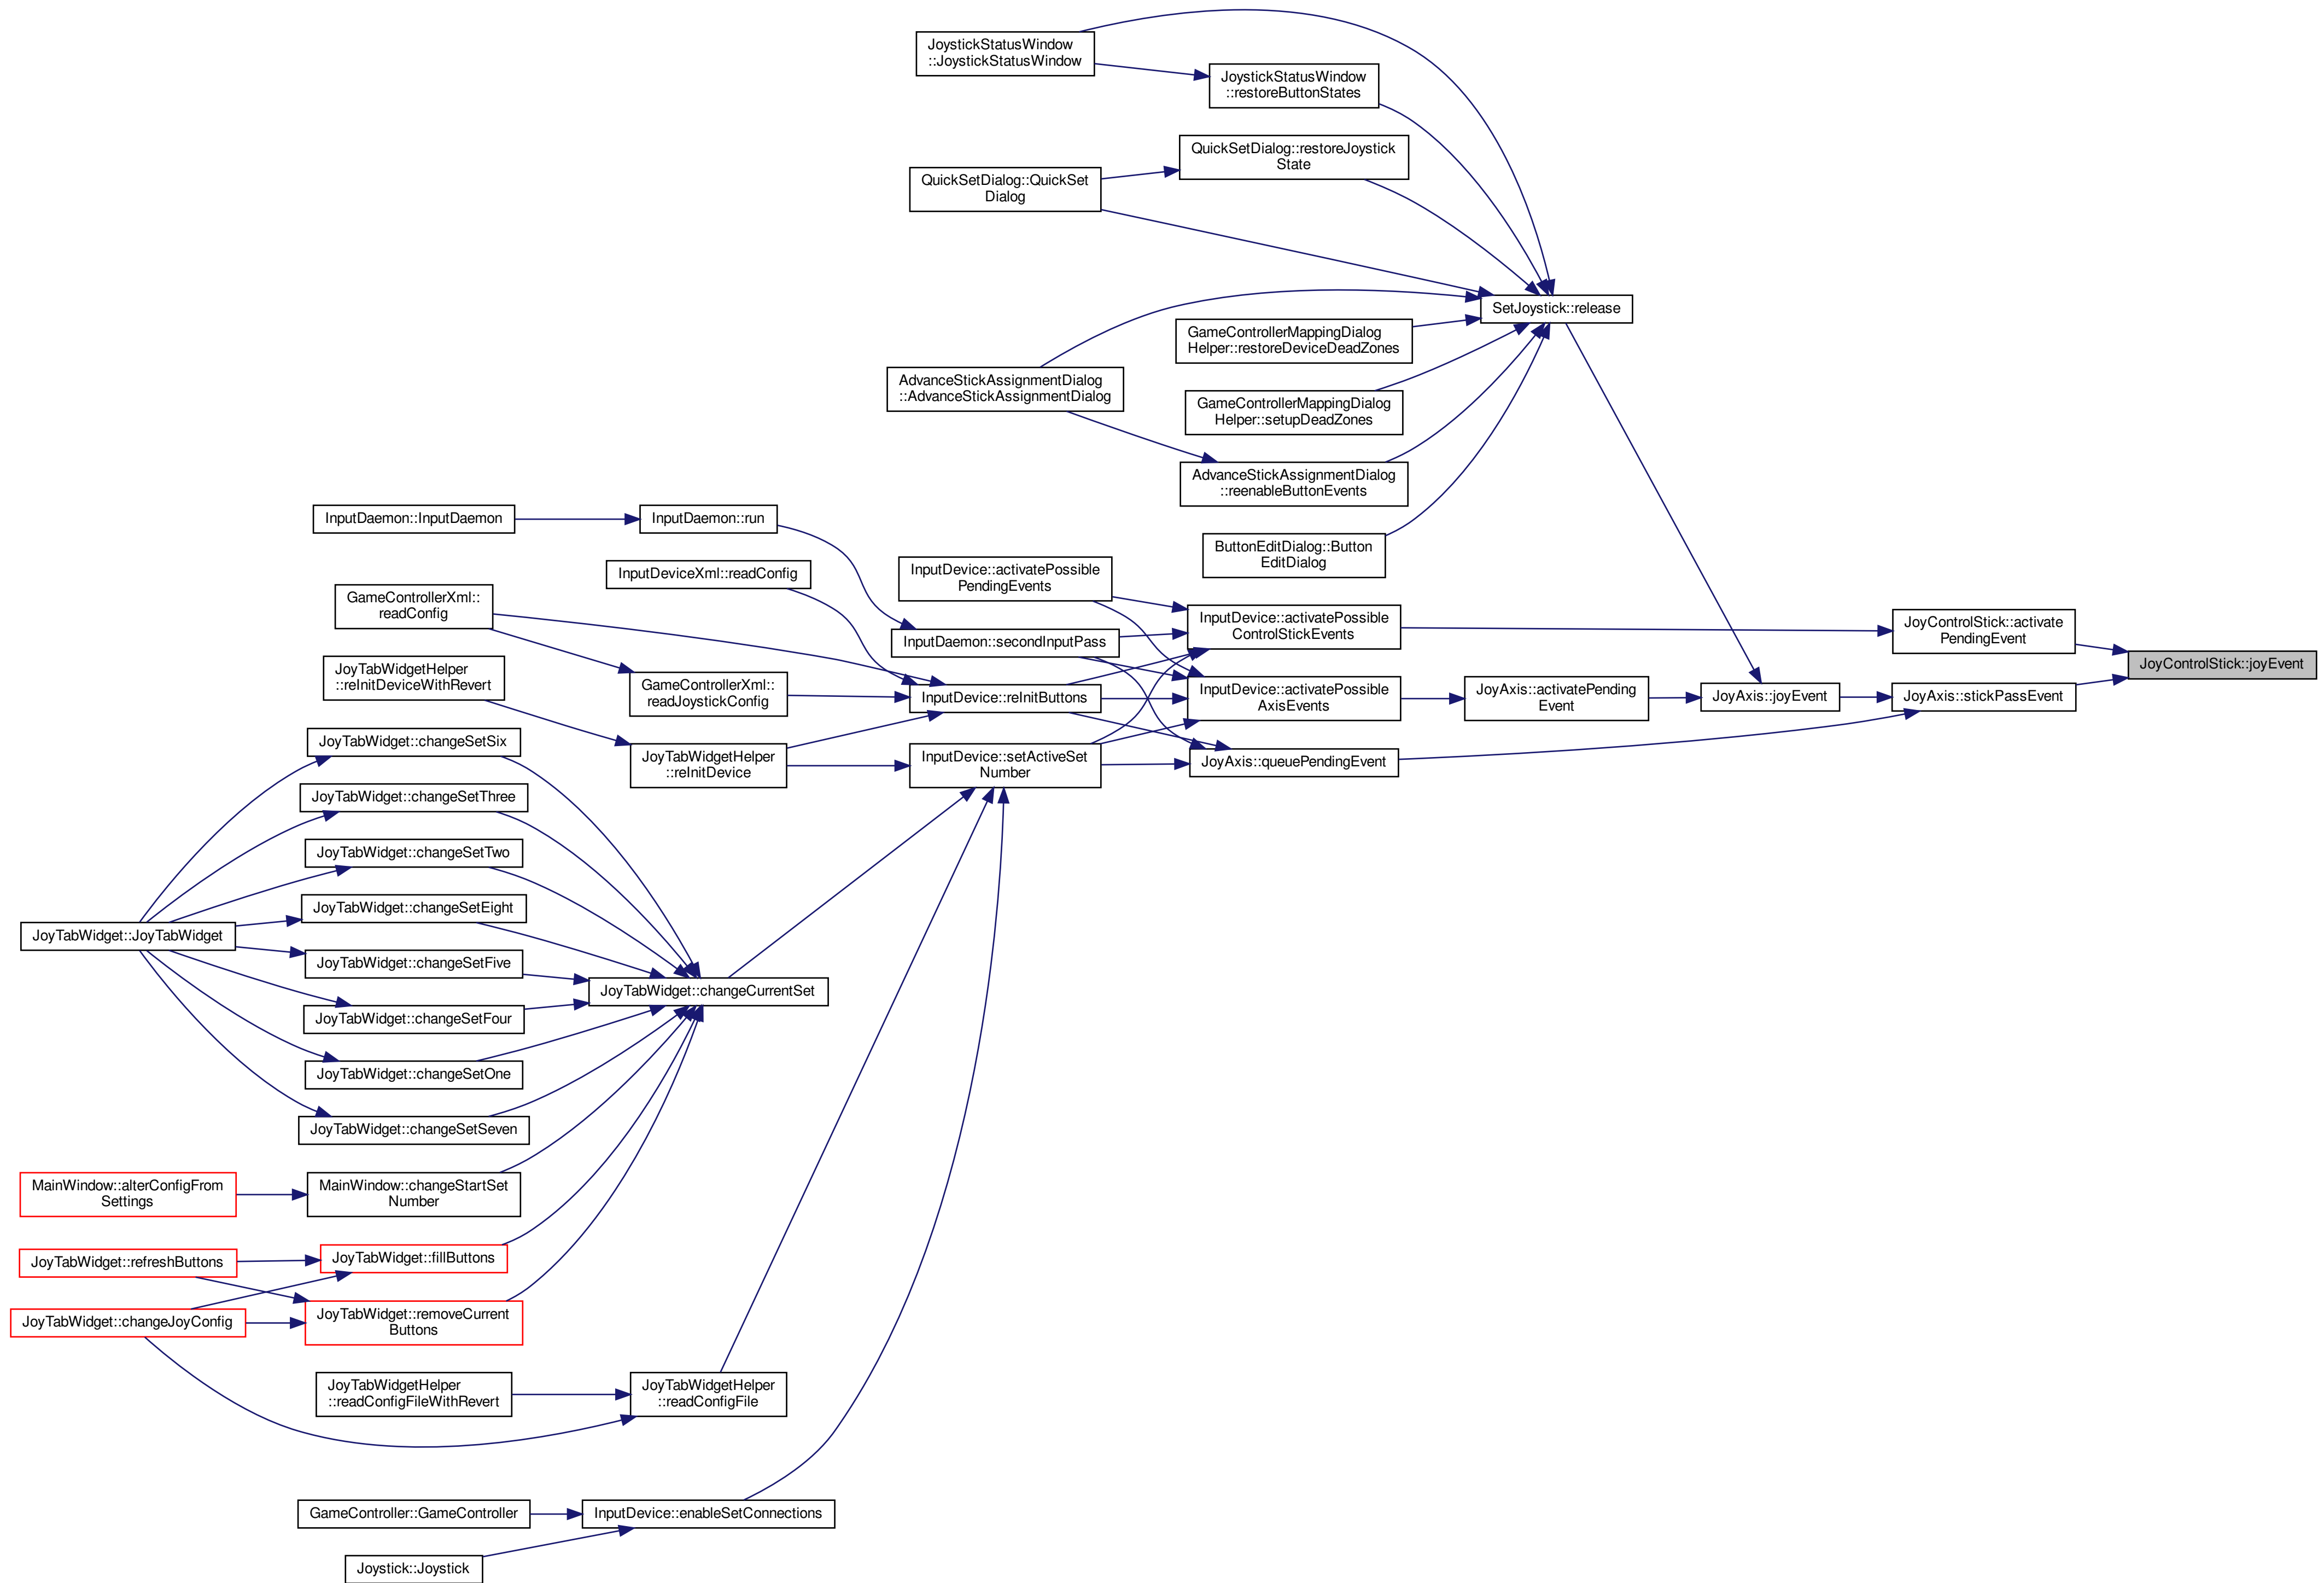 JoystickStatusWindow
::JoystickStatusWindow
JoystickStatusWindow
::restoreButtonStates
QuickSetDialog::restoreJoystick
State
QuickSetDialog::QuickSet
Dialog
SetJoystick::release
GameControllerMappingDialog
Helper::restoreDeviceDeadZones
AdvanceStickAssignmentDialog
::AdvanceStickAssignmentDialog
GameControllerMappingDialog
Helper::setupDeadZones
AdvanceStickAssignmentDialog
::reenableButtonEvents
InputDaemon::InputDaemon
InputDaemon::run
ButtonEditDialog::Button
EditDialog
InputDeviceXml::readConfig
InputDevice::activatePossible
PendingEvents
GameControllerXml::
readConfig
InputDevice::activatePossible
ControlStickEvents
JoyControlStick::activate
PendingEvent
InputDaemon::secondInputPass
JoyControlStick::joyEvent
JoyTabWidgetHelper
::reInitDeviceWithRevert
GameControllerXml::
readJoystickConfig
InputDevice::reInitButtons
InputDevice::activatePossible
AxisEvents
JoyAxis::activatePending
Event
JoyAxis::joyEvent
JoyAxis::stickPassEvent
JoyTabWidget::changeSetSix
JoyTabWidgetHelper
::reInitDevice
InputDevice::setActiveSet
Number
JoyAxis::queuePendingEvent
JoyTabWidget::changeSetThree
JoyTabWidget::changeSetTwo
JoyTabWidget::changeSetEight
JoyTabWidget::JoyTabWidget
JoyTabWidget::changeSetFive
JoyTabWidget::changeCurrentSet
JoyTabWidget::changeSetFour
JoyTabWidget::changeSetOne
JoyTabWidget::changeSetSeven
MainWindow::alterConfigFrom
Settings
MainWindow::changeStartSet
Number
JoyTabWidget::refreshButtons
JoyTabWidget::fillButtons
JoyTabWidget::changeJoyConfig
JoyTabWidget::removeCurrent
Buttons
JoyTabWidgetHelper
::readConfigFileWithRevert
JoyTabWidgetHelper
::readConfigFile
GameController::GameController
InputDevice::enableSetConnections
Joystick::Joystick